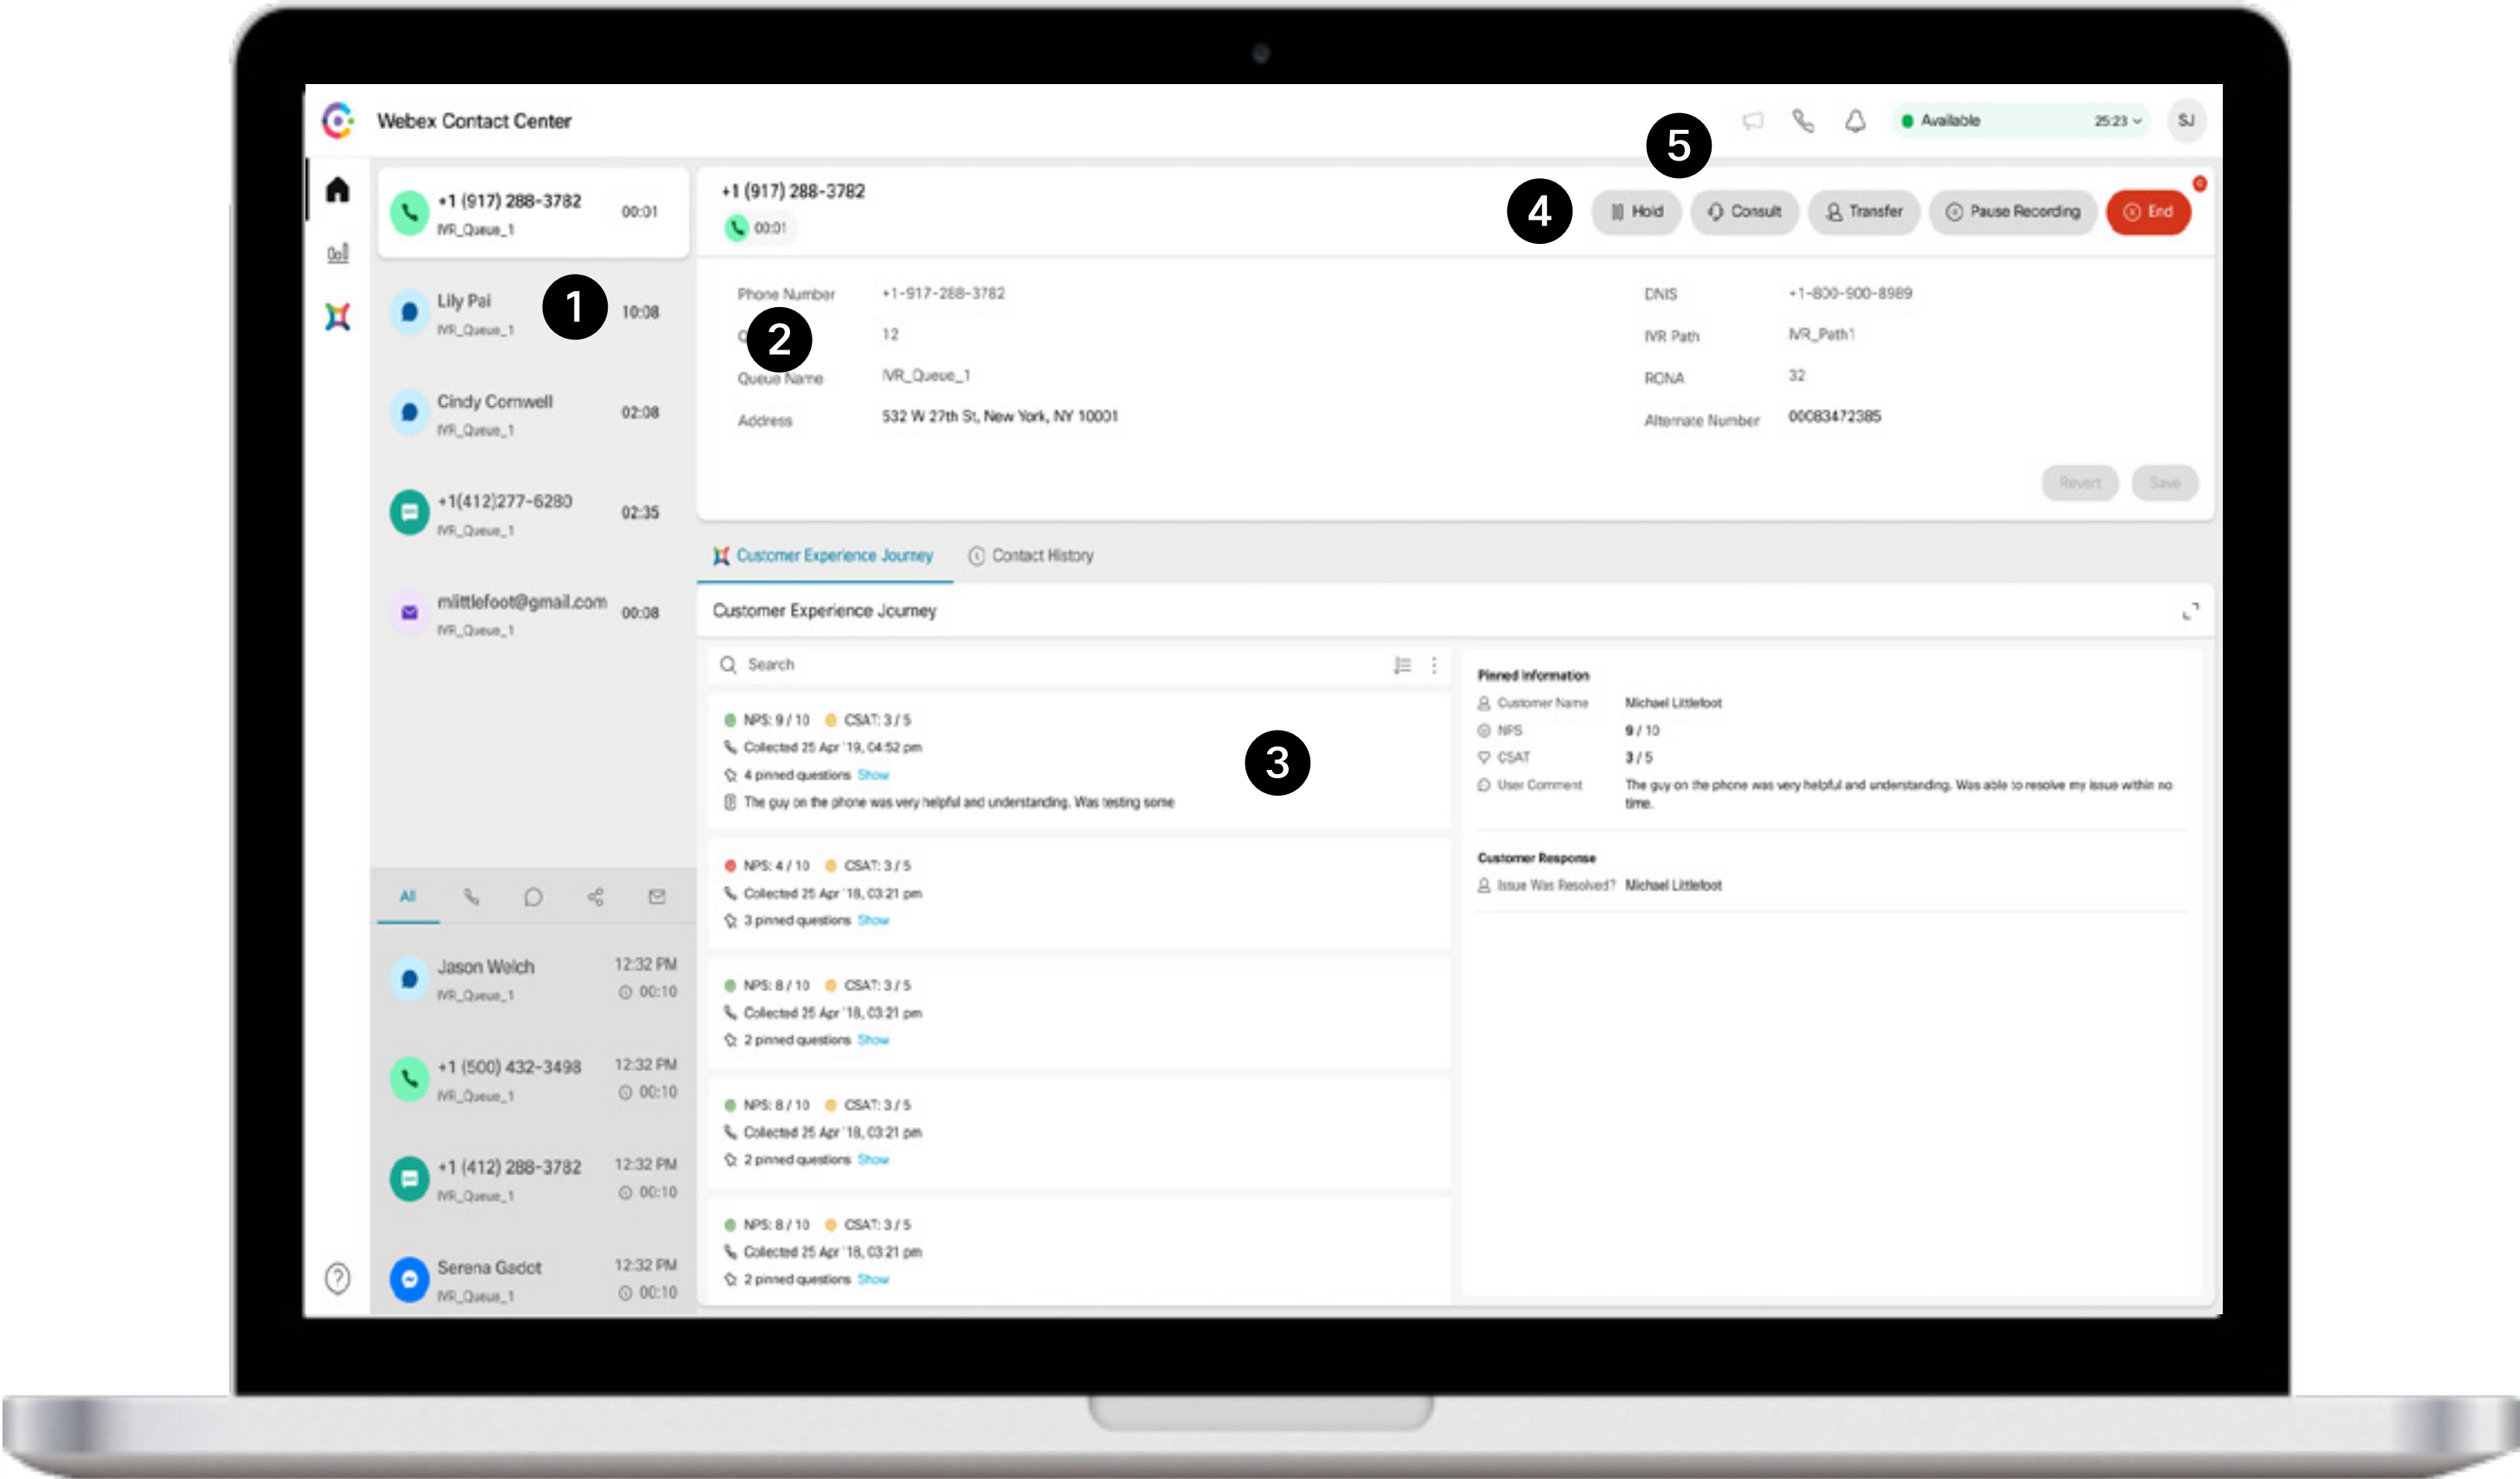 Webex Contact Center
5
Available 25:23
SJ
+1 (917) 288-3782 00:01
IVR_Queue_1
Lily Pai 10:08
IVR_Queue_1
1
Cindy Cornwell 02:08
IVR_Queue_1
+1(412)277-6280 02:35
IVR_Queue_1
mlittlefoot@gmail.com 00:08
IVR_Queue_1
All
Jason Welch 12:32 PM
IVR_Queue_1 00:10
+1 (500) 432-3498 12:32 PM
IVR_Queue_1 00:10
+1 (412) 288-3782 12:32 PM
IVR_Queue_1 00:10
Serena Gadot 12:32 PM
IVR_Queue_1 00:10
+1 (917) 288-3782
00:01
4
Hold Consult Transfer Pause Recording End
Phone Number +1-917-288-3782
2
12
Queue Name IVR_Queue_1
Address 532 W 27th St, New York, NY 10001
DNIS +1-800-900-8989
IVR Path IVR_Path1
RONA 32
Alternate Number 00083472385
Revert Save
Customer Experience Journey Contact History
Customer Experience Journey
Search
NPS: 9 / 10 CSAT: 3 / 5
Collected 25 Apr '19, 04:52 pm
4 pinned questions Show
The guy on the phone was very helpful and understanding. Was testing some
3
NPS: 4 / 10 CSAT: 3 / 5
Collected 25 Apr '18, 03:21 pm
3 pinned questions Show
NPS: 8 / 10 CSAT: 3 / 5
Collected 25 Apr '18, 03:21 pm
2 pinned questions Show
NPS: 8 / 10 CSAT: 3 / 5
Collected 25 Apr '18, 03:21 pm
2 pinned questions Show
NPS: 8 / 10 CSAT: 3 / 5
Collected 25 Apr '18, 03:21 pm
2 pinned questions Show
Pinned Information
Customer Name Michael Littlefoot
NPS 9 / 10
CSAT 3 / 5
User Comment The guy on the phone was very helpful and understanding. Was able to resolve my issue within no
time.
Customer Response
Issue Was Resolved? Michael Littlefoot